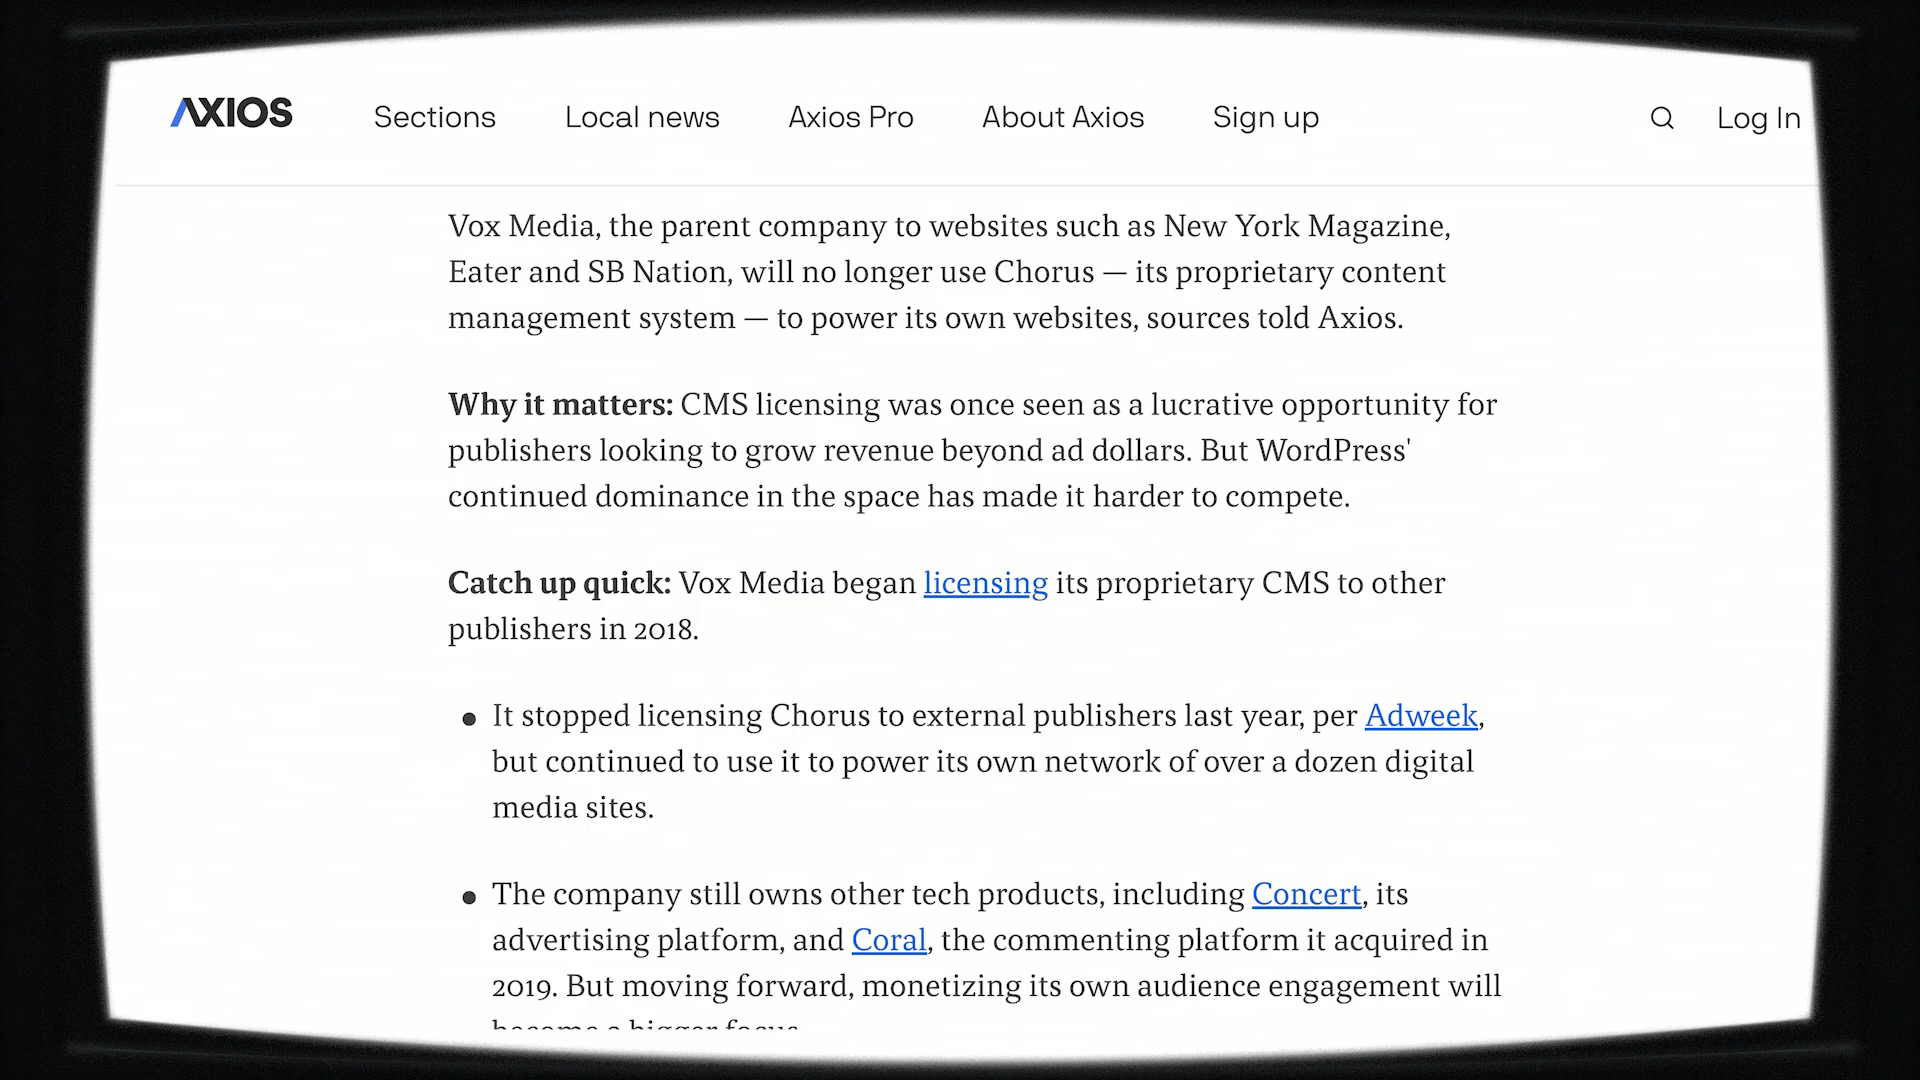 AXIOS
Sections
Local news
Axios Pro
About Axios
Sign up
Log In
Vox Media, the parent company to websites such as New York Magazine,
Eater and SB Nation, will no longer use Chorus — its proprietary content
management system — to power its own websites, sources told Axios.
Why it matters: CMS licensing was once seen as a lucrative opportunity for
publishers looking to grow revenue beyond ad dollars. But WordPress'
continued dominance in the space has made it harder to compete.
Catch up quick: Vox Media began licensing its proprietary CMS to other
publishers in 2018.
• It stopped licensing Chorus to external publishers last year, per Adweek,
but continued to use it to power its own network of over a dozen digital
media sites.
• The company still owns other tech products, including Concert, its
advertising platform, and Coral, the commenting platform it acquired in
2019. But moving forward, monetizing its own audience engagement will
become a bigger focus.